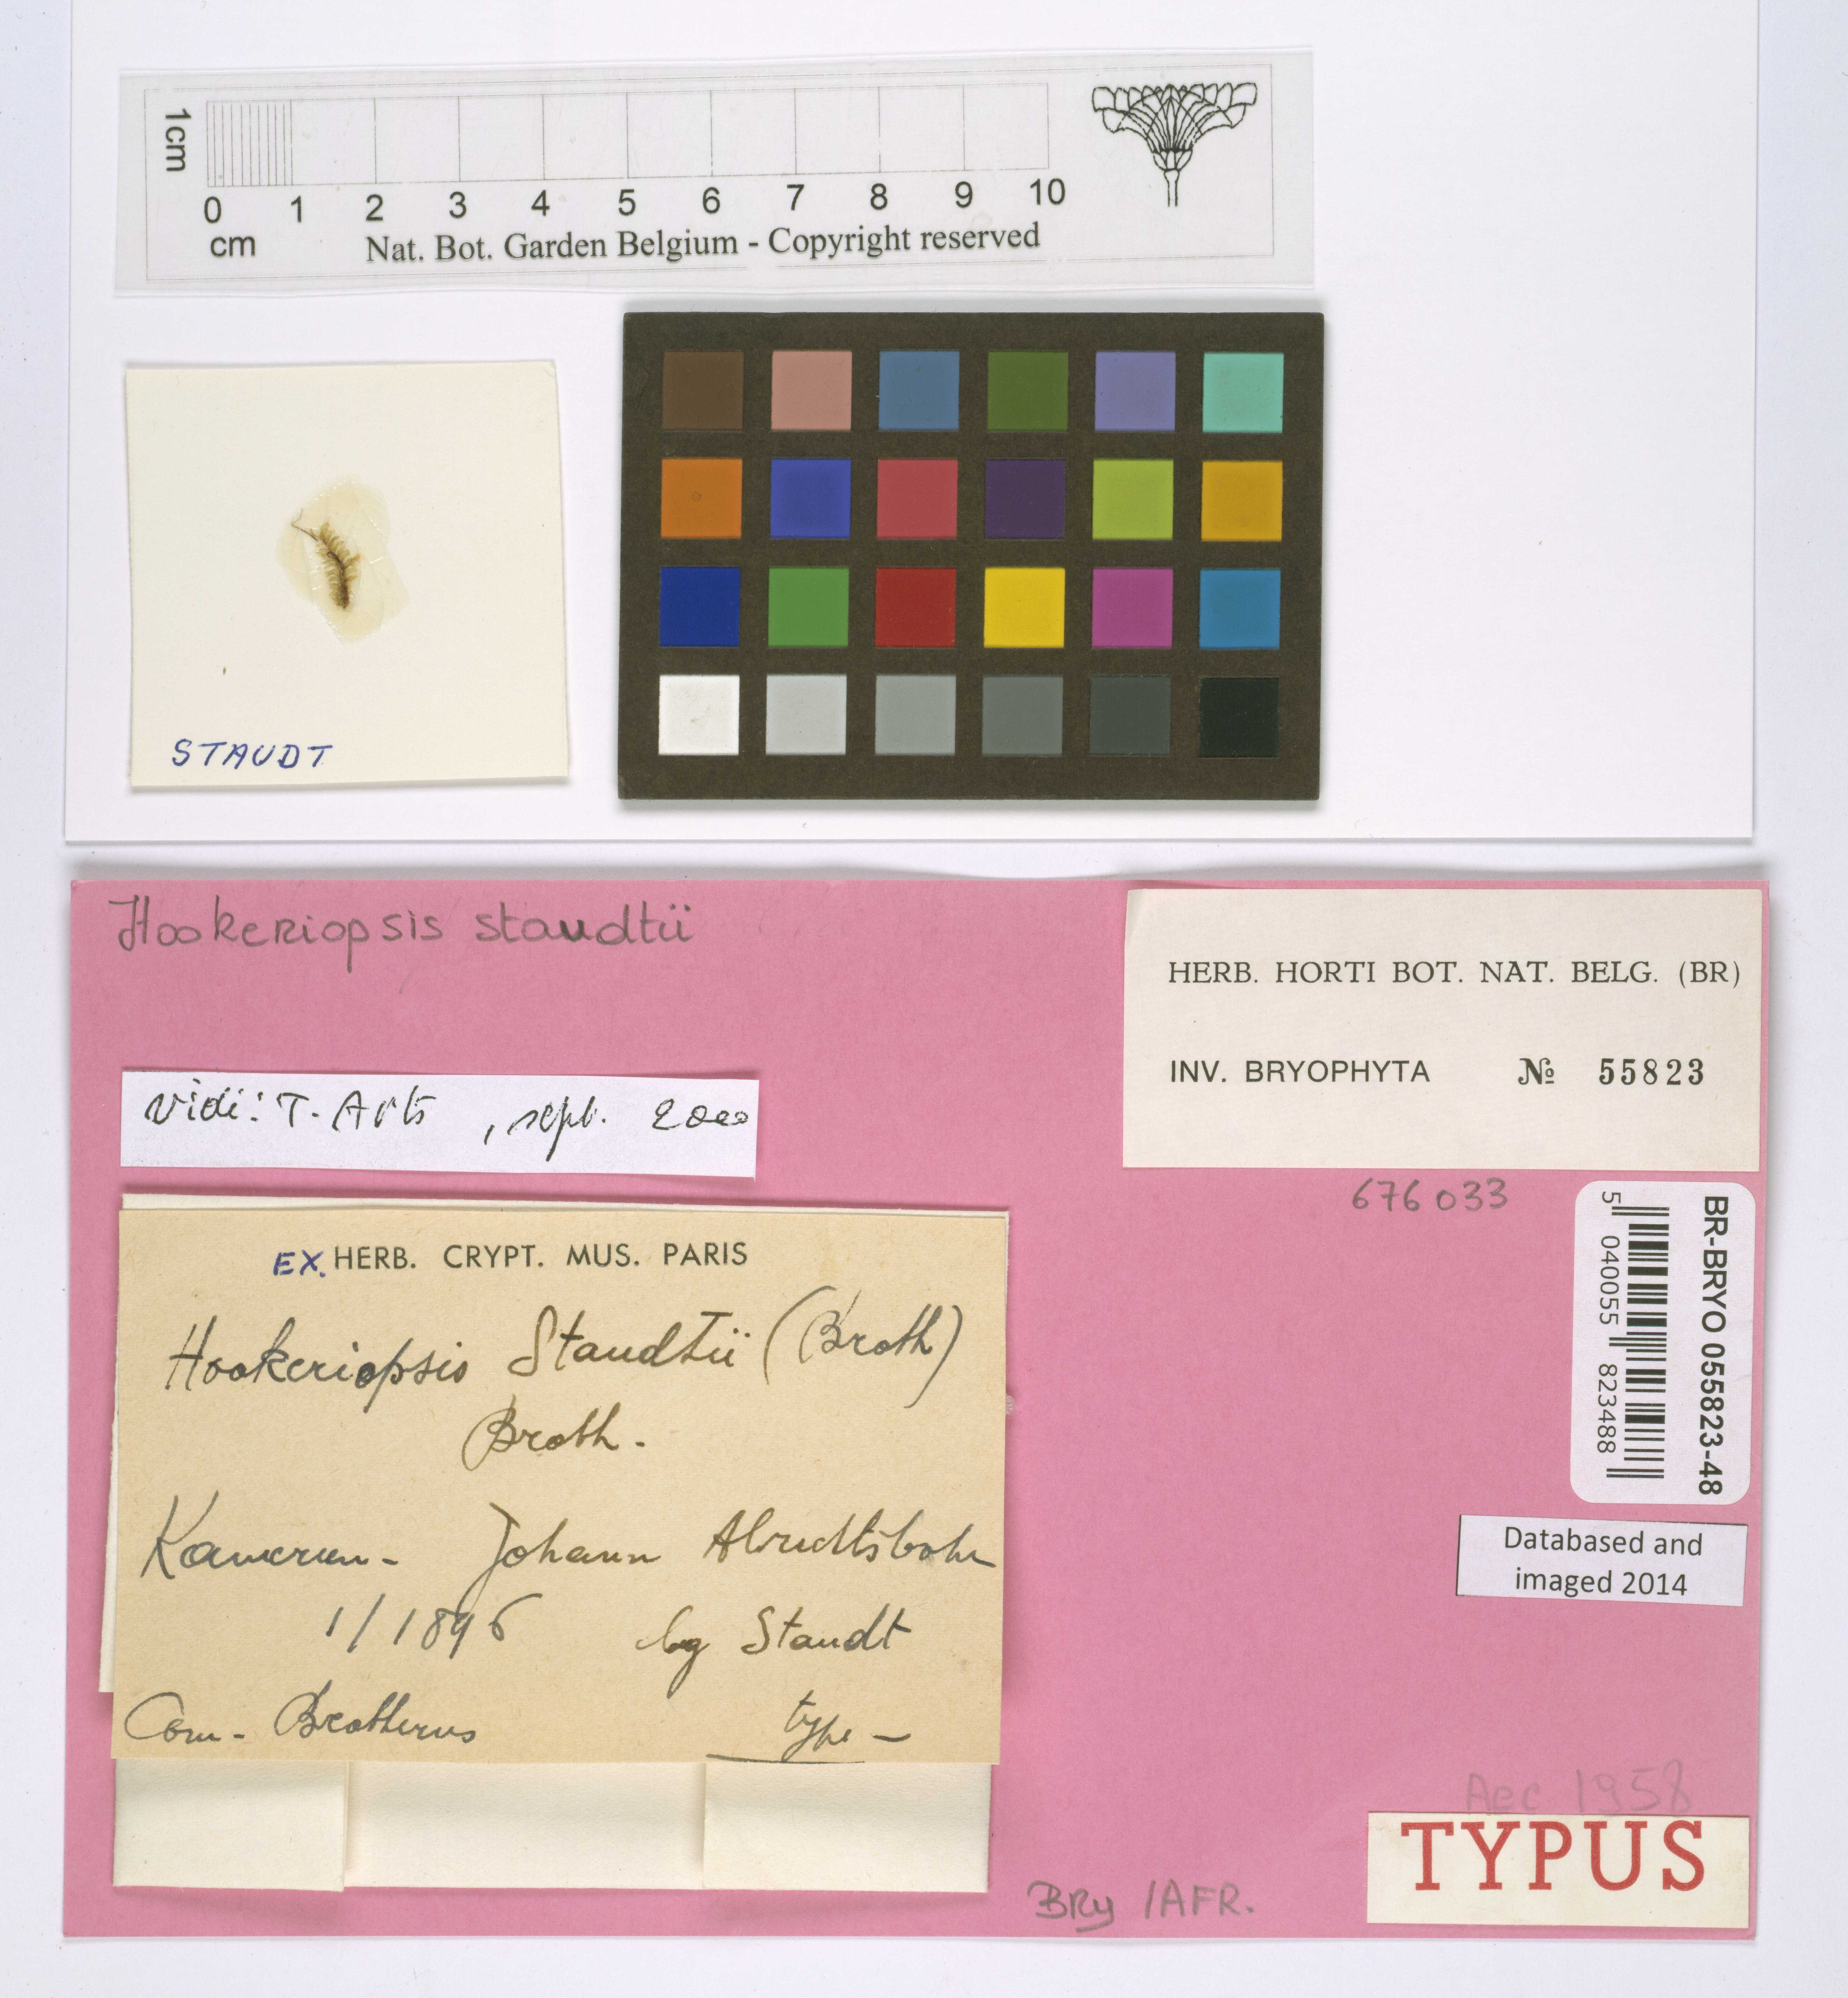 1cm
0 1 2 3 4 5 6 7 8 9 10
cm
Nat. Bot. Garden Belgium - Copyright reserved
STAUDT
Hookeriopsis staudtii
HERB. HORTI BOT. NAT. BELG. (BR)
INV. BRYOPHYTA № 55823
vidi: T. Arts, sept. 2000
676033
BR-BRYO 055823-48
5 040055 823488
EX. HERB. CRYPT. MUS. PARIS
Hookeriopsis Staudtii (Broth)
Broth.
Kamerun - Johann
1/1896 leg Staudt
Com. Brotherus type -
Databased and
imaged 2014
1958
TYPUS
BRy /AFR.